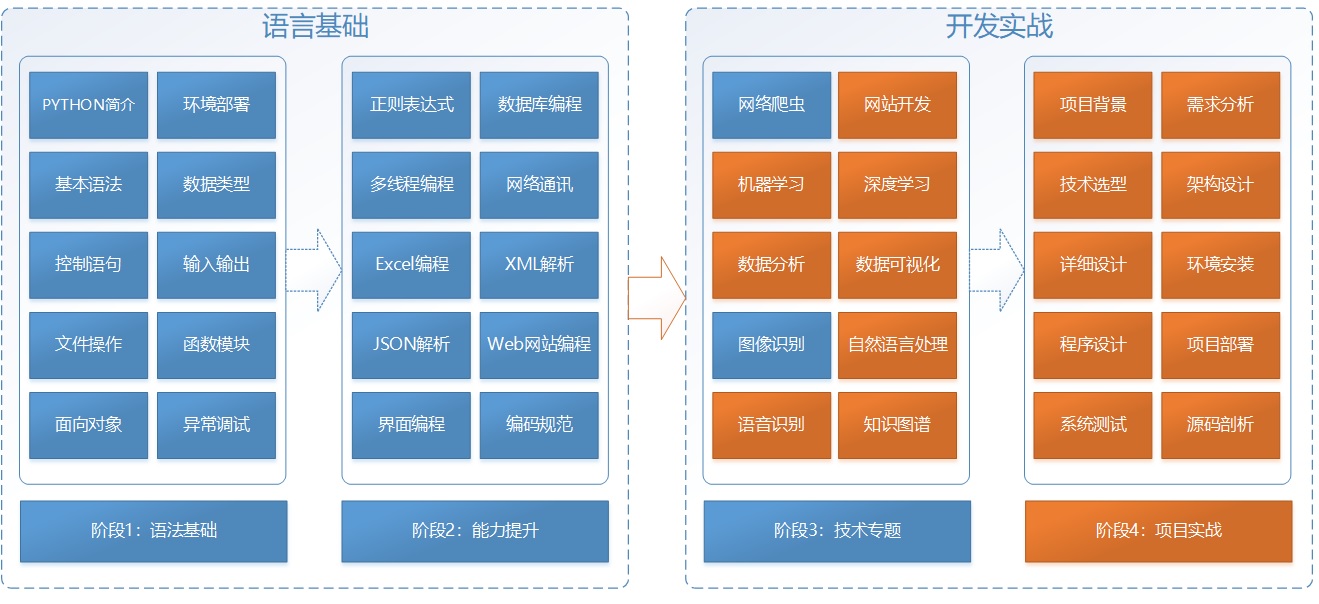 语言基础
PYTHON简介
环境部署
基本语法
数据类型
控制语句
输入输出
文件操作
函数模块
面向对象
异常调试
阶段1：语法基础
正则表达式
数据库编程
多线程编程
网络通讯
Excel编程
XML解析
JSON解析
Web网站编程
界面编程
编码规范
阶段2：能力提升
开发实战
网络爬虫
网站开发
机器学习
深度学习
数据分析
数据可视化
图像识别
自然语言处理
语音识别
知识图谱
阶段3：技术专题
项目背景
需求分析
技术选型
架构设计
详细设计
环境安装
程序设计
项目部署
系统测试
源码剖析
阶段4：项目实战